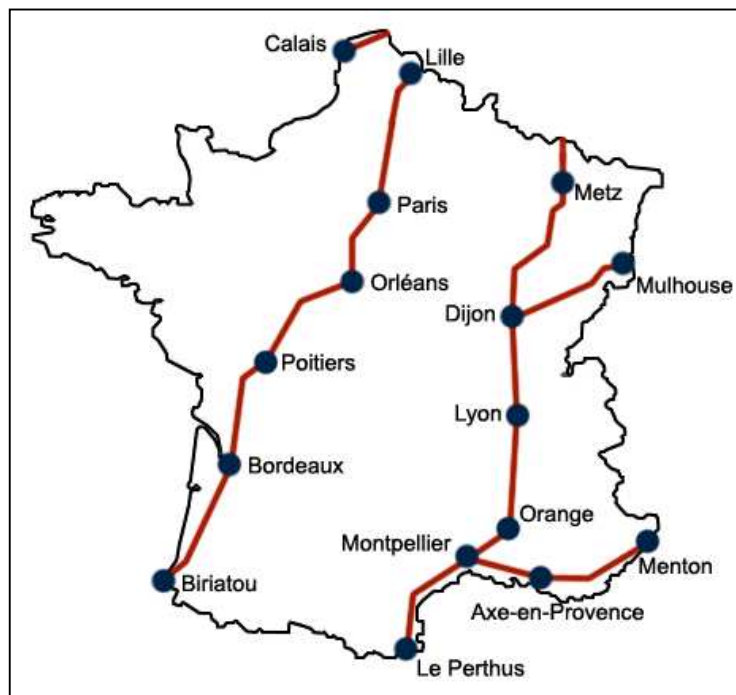 Calais
Lille
Metz
Paris
Mulhouse
Orléans
Dijon
Poitiers
Lyon
Bordeaux
Orange
Montpellier
Menton
Biriatou
Axe-en-Provence
Le Perthus